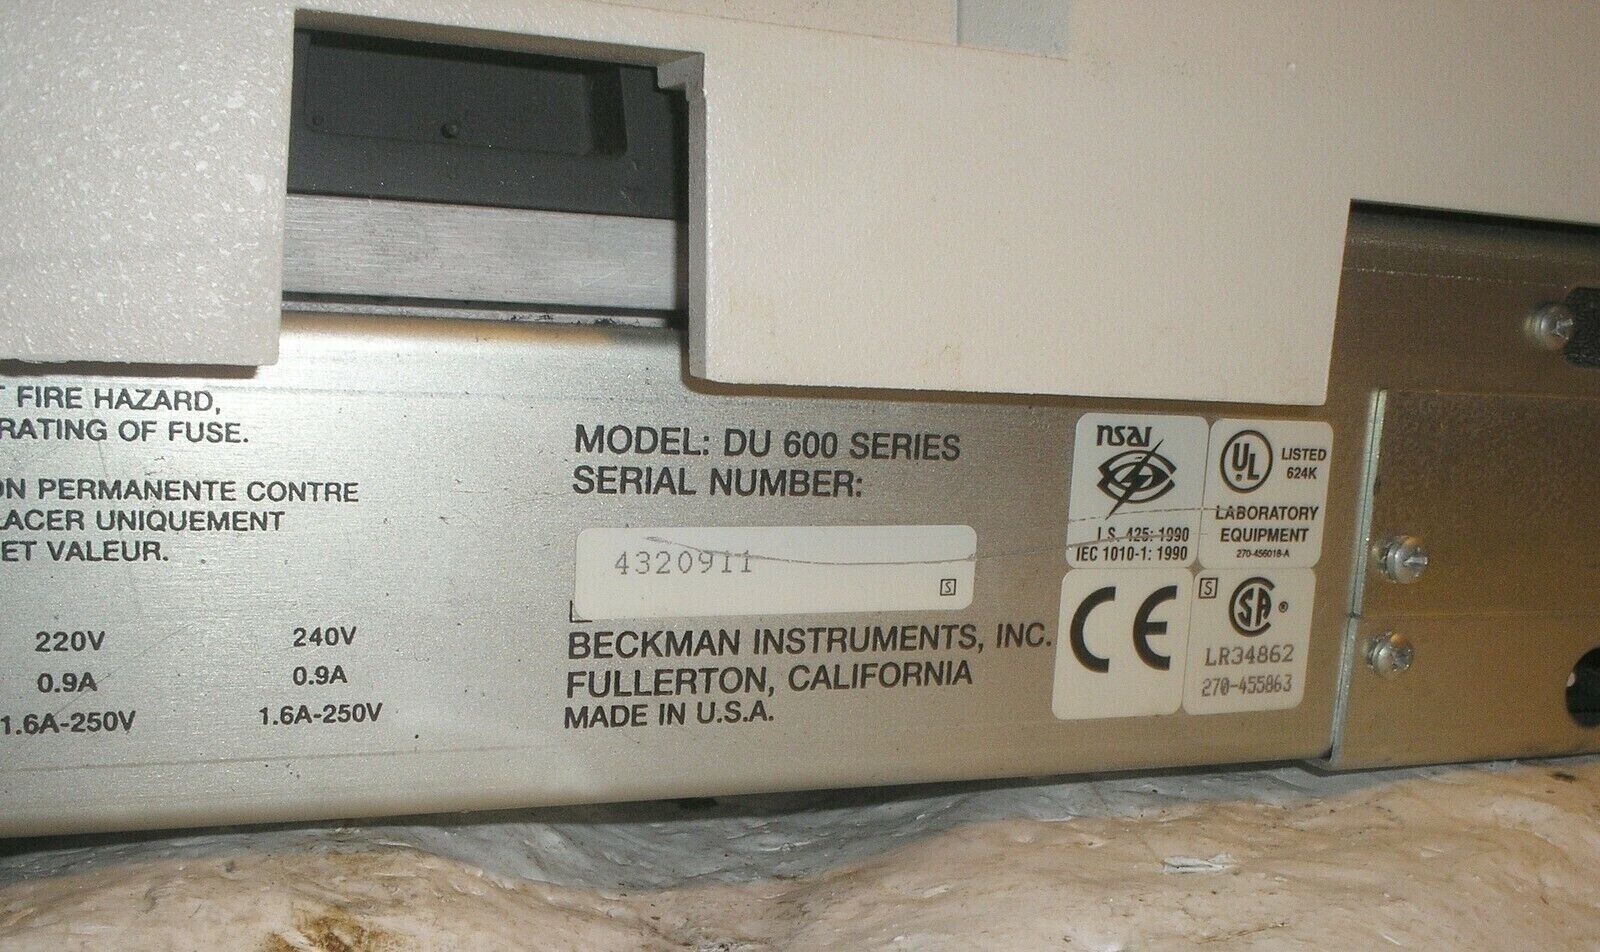 T FIRE HAZARD,
RATING OF FUSE.
ON PERMANENTE CONTRE
LACER UNIQUEMENT
ET VALEUR.
220V 240V
0.9A 0.9A
1.6A-250V 1.6A-250V
MODEL: DU 600 SERIES
SERIAL NUMBER:
4320911
S
BECKMAN INSTRUMENTS, INC.
FULLERTON, CALIFORNIA
MADE IN U.S.A.
nsai
I.S. 425: 1990
IEC 1010-1: 1990
UL LISTED
624K
LABORATORY
EQUIPMENT
270-456018-A
CE
S SA ®
LR34862
270-455863